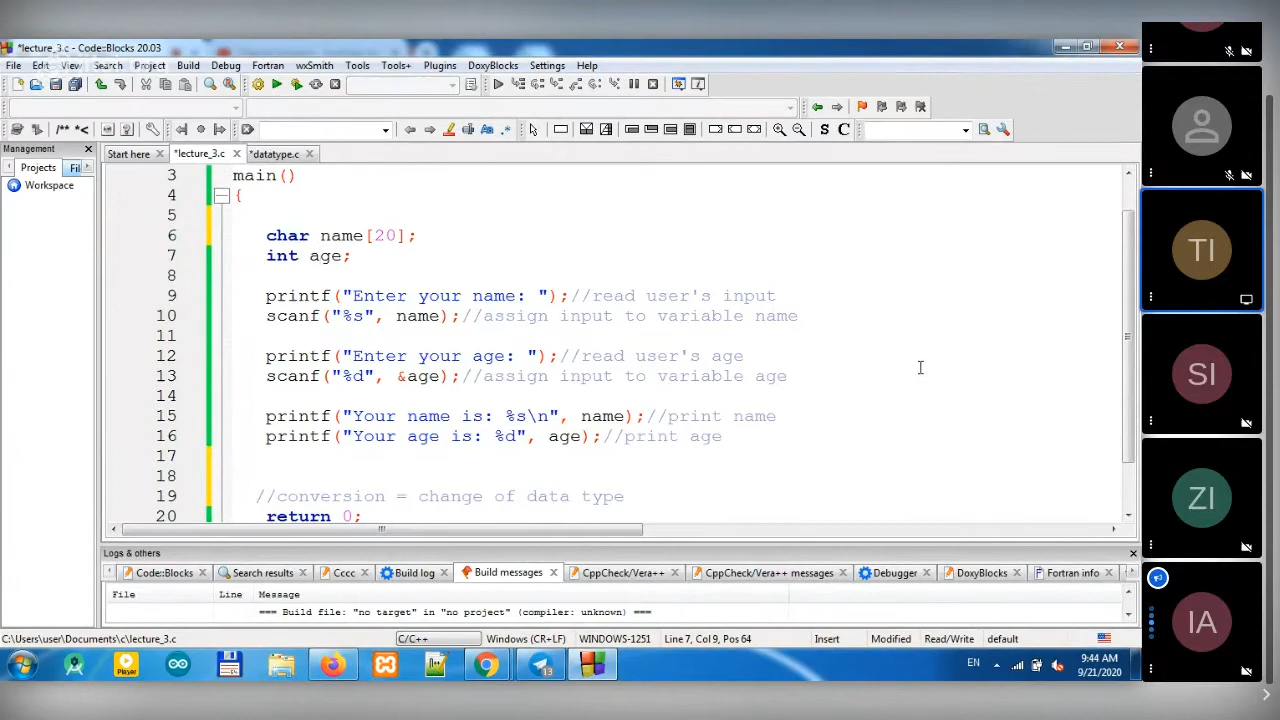 *lecture_3.c - Code::Blocks 20.03
File Edit View Search Project Build Debug Fortran wxSmith Tools Tools+ Plugins DoxyBlocks Settings Help
/** *<
S C
Management
Start here *lecture_3.c *datatype.c
Projects Fil
Workspace
3 main()
4 {
5
6 char name[20];
7 int age;
8
9 printf("Enter your name: ");//read user's input
10 scanf("%s", name);//assign input to variable name
11
12 printf("Enter your age: ");//read user's age
13 scanf("%d", &age);//assign input to variable age
14
15 printf("Your name is: %s\n", name);//print name
16 printf("Your age is: %d", age);//print age
17
18
19 //conversion = change of data type
20 return 0;
Logs & others
Code::Blocks Search results Cccc Build log Build messages CppCheck/Vera++ CppCheck/Vera++ messages Debugger DoxyBlocks Fortran info
File Line Message
=== Build file: "no target" in "no project" (compiler: unknown) ===
C:\Users\user\Documents\c\lecture_3.c C/C++ Windows (CR+LF) WINDOWS-1251 Line 7, Col 9, Pos 64 Insert Modified Read/Write default
Player
13
EN
9:44 AM
9/21/2020
TI
SI
ZI
IA